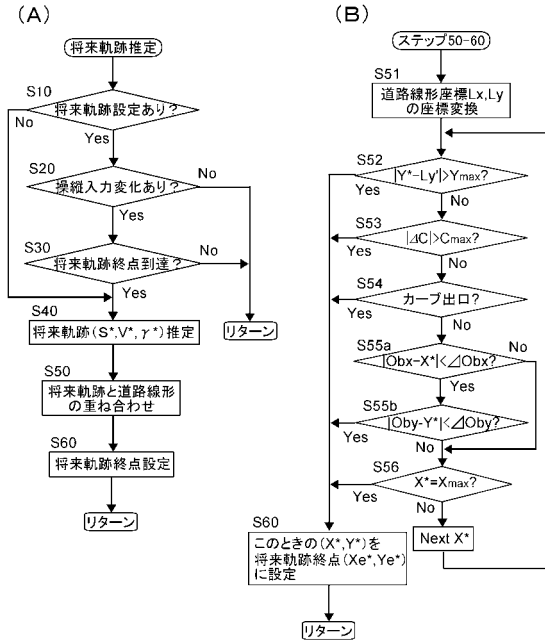 (A)
将来軌跡推定
S10
将来軌跡設定あり?
No
Yes
S20
操縦入力変化あり?
No
Yes
S30
将来軌跡終点到達?
No
Yes
S40
将来軌跡(S*,V*,γ*)推定
リターン
S50
将来軌跡と道路線形
の重ね合わせ
S60
将来軌跡終点設定
リターン
(B)
ステップ50-60
S51
道路線形座標Lx,Ly
の座標変換
S52
|Y*-Ly'|>Ymax?
Yes
No
S53
|⊿C|>Cmax?
Yes
No
S54
カーブ出口?
Yes
No
S55a
No
|Obx-X*|<⊿Obx?
Yes
S55b
|Oby-Y*|<⊿Oby?
Yes
No
S56
X*=Xmax?
Yes
No
Next X*
S60
このときの(X*,Y*)を
将来軌跡終点(Xe*,Ye*)
に設定
リターン